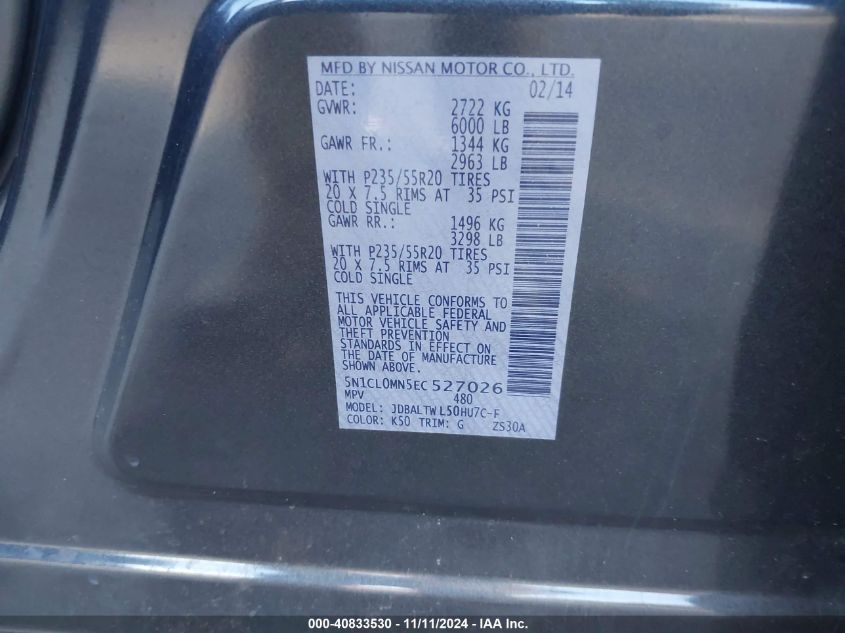 MFD BY NISSAN MOTOR CO., LTD.
DATE: 02/14
GVWR: 2722 KG
6000 LB
GAWR FR.: 1344 KG
2963 LB
WITH P235/55R20 TIRES
20 X 7.5 RIMS AT 35 PSI
COLD SINGLE
GAWR RR.: 1496 KG
3298 LB
WITH P235/55R20 TIRES
20 X 7.5 RIMS AT 35 PSI
COLD SINGLE
THIS VEHICLE CONFORMS TO
ALL APPLICABLE FEDERAL
MOTOR VEHICLE SAFETY AND
THEFT PREVENTION
STANDARDS IN EFFECT ON
THE DATE OF MANUFACTURE
SHOWN ABOVE.
5N1CL0MN5EC527026
MPV 480
MODEL: JDBALTWL50HU7C-F
COLOR: K50 TRIM: G ZS30A
000-40833530 - 11/11/2024 - IAA Inc.